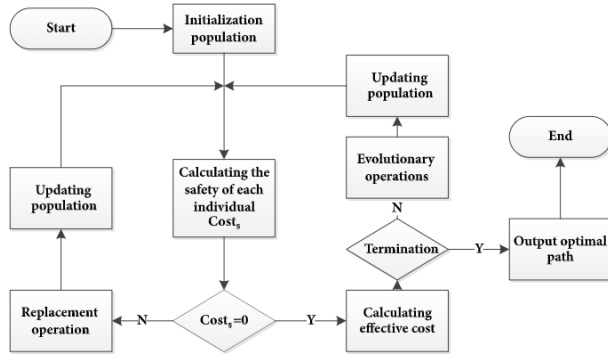 Start
Initialization
population
Updating
population
End
Calculating the
safety of each
individual
Costs
Evolutionary
operations
Updating
population
N
Termination
Y
Output optimal
path
Replacement
operation
N
Costs=0
Y
Calculating
effective cost